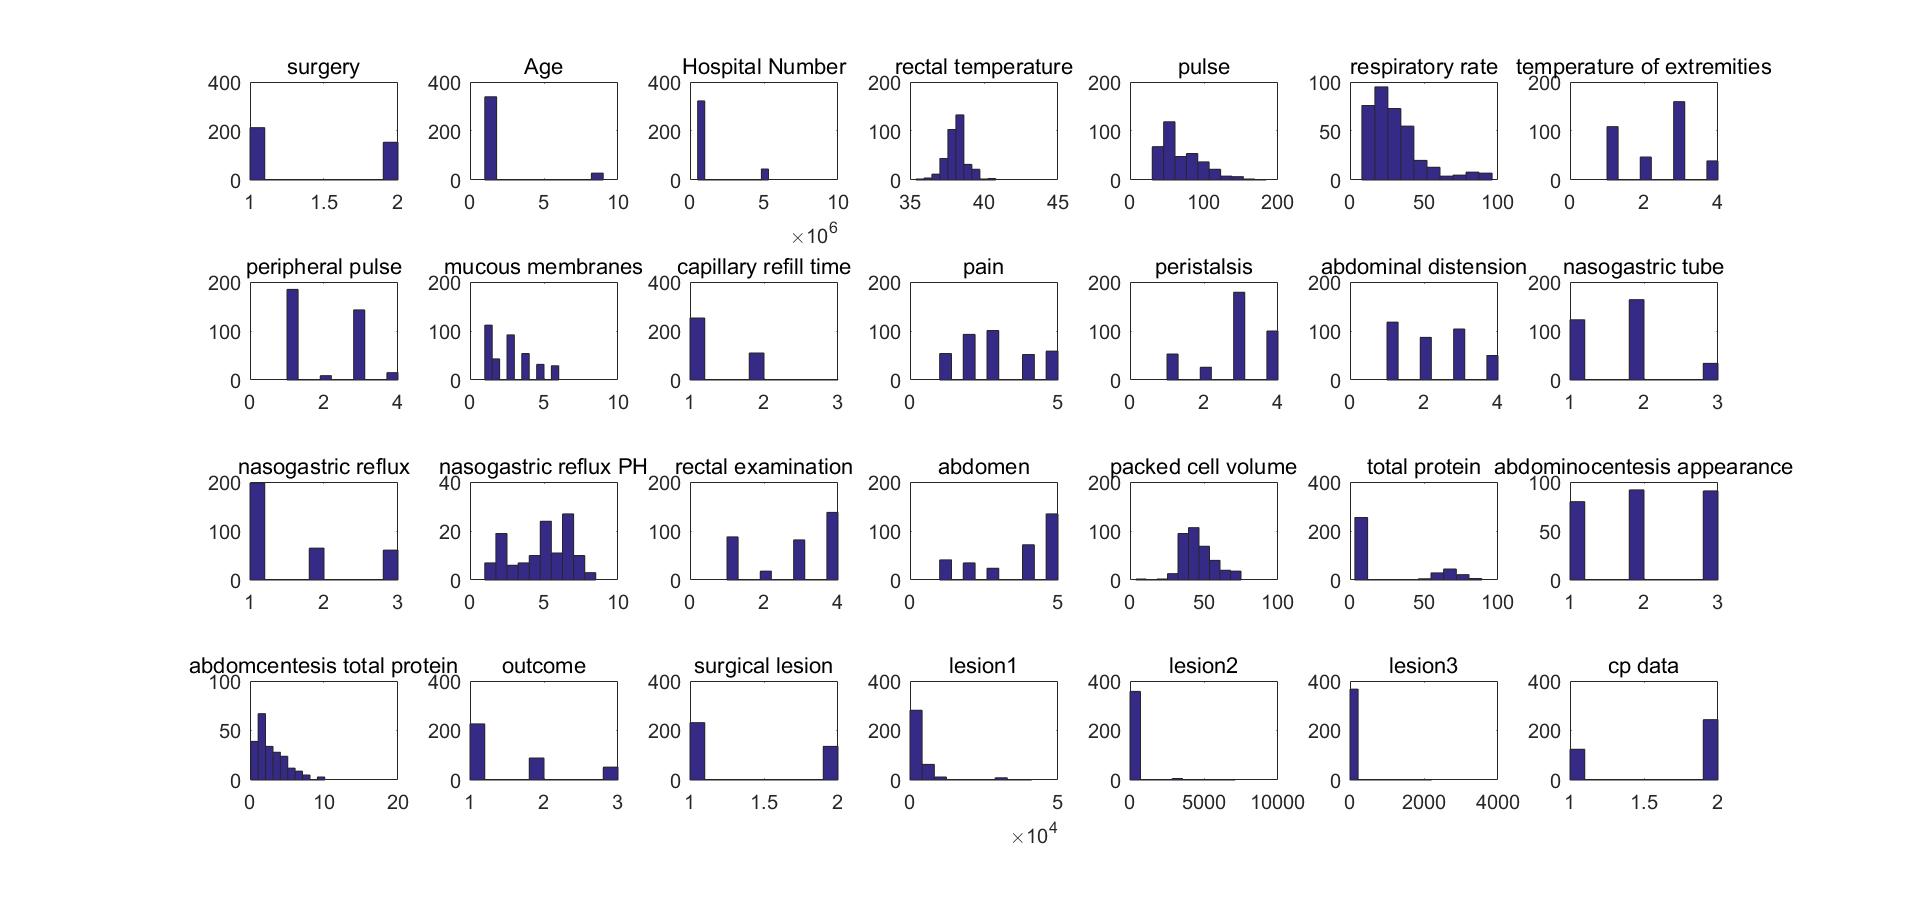 surgery Age Hospital Number rectal temperature pulse respiratory rate temperature of extremities
400 400 400 200 200 100 200
200 200 200 100 100 50 100
0 0 0 0 0 0 0
1 1.5 2 0 5 10 0 5 10 35 40 45 0 100 200 0 50 100 0 2 4
×10^6
peripheral pulse mucous membranes capillary refill time pain peristalsis abdominal distension nasogastric tube
200 200 400 200 200 200 200
100 100 200 100 100 100 100
0 0 0 0 0 0 0
0 2 4 0 5 10 1 2 3 0 5 0 2 4 0 2 4 1 2 3
nasogastric reflux nasogastric reflux PH rectal examination abdomen packed cell volume total protein abdominocentesis appearance
200 40 200 200 200 400 100
100 20 100 100 100 200 50
0 0 0 0 0 0 0
1 2 3 0 5 10 0 2 4 0 5 0 50 100 0 50 100 1 2 3
abdomcentesis total protein outcome surgical lesion lesion1 lesion2 lesion3 cp data
100 400 400 400 400 400 400
50 200 200 200 200 200 200
0 0 0 0 0 0 0
0 10 20 1 2 3 1 1.5 2 0 5 0 5000 10000 0 2000 4000 1 1.5 2
×10^4